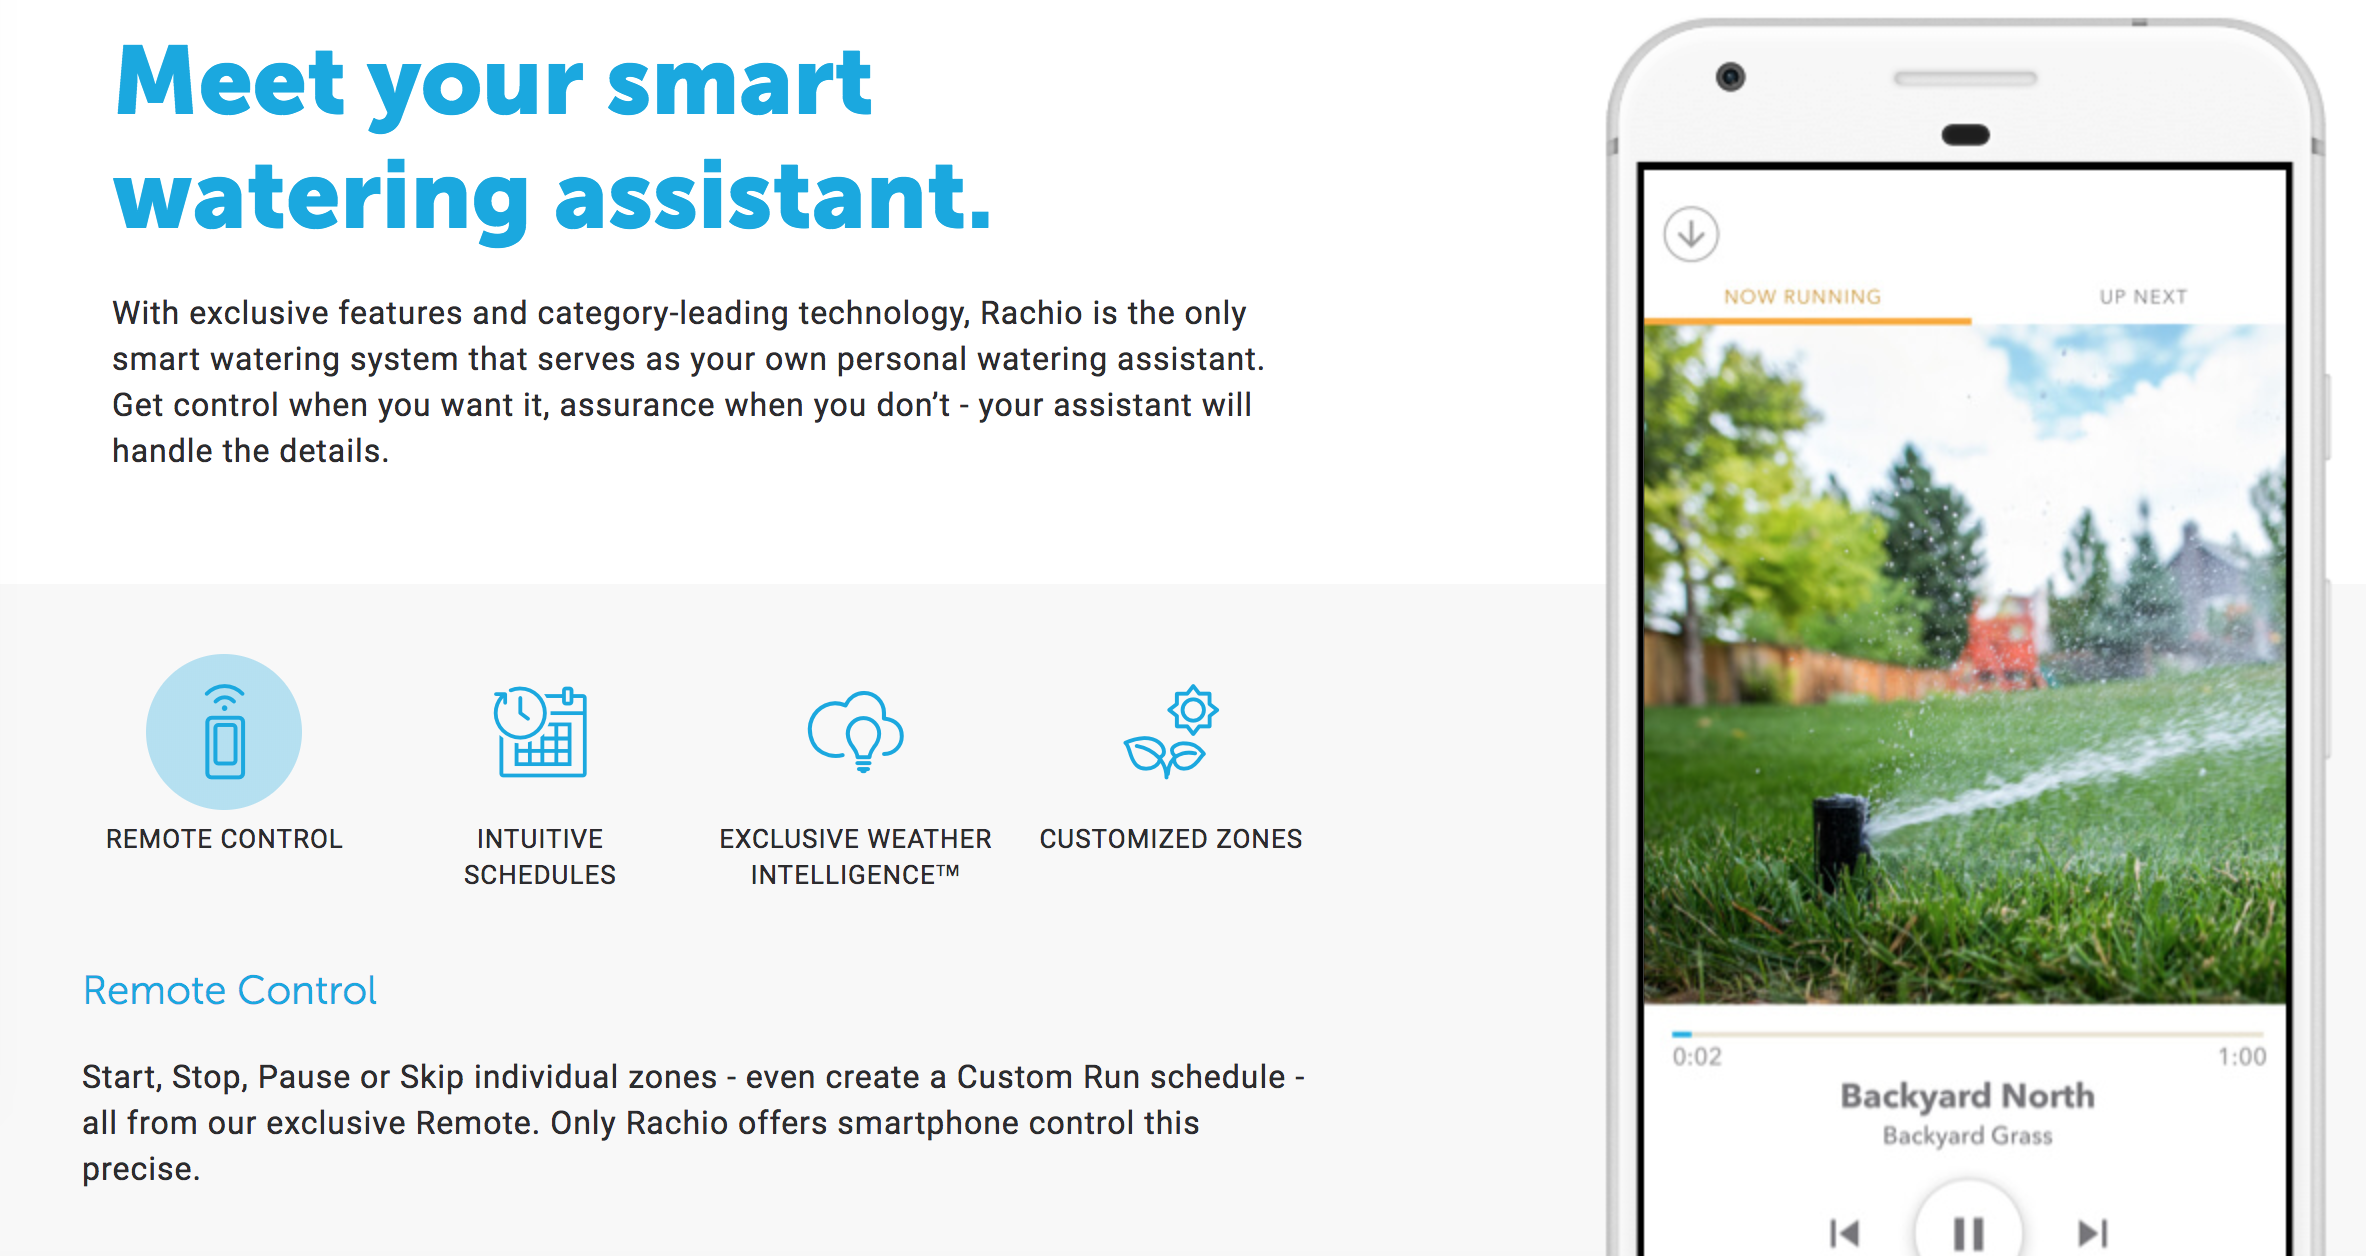 Meet your smart
watering assistant.
With exclusive features and category-leading technology, Rachio is the only
smart watering system that serves as your own personal watering assistant.
Get control when you want it, assurance when you don’t - your assistant will
handle the details.
REMOTE CONTROL
INTUITIVE
SCHEDULES
EXCLUSIVE WEATHER
INTELLIGENCE™
CUSTOMIZED ZONES
Remote Control
Start, Stop, Pause or Skip individual zones - even create a Custom Run schedule -
all from our exclusive Remote. Only Rachio offers smartphone control this
precise.
NOW RUNNING
UP NEXT
0:02
1:00
Backyard North
Backyard Grass